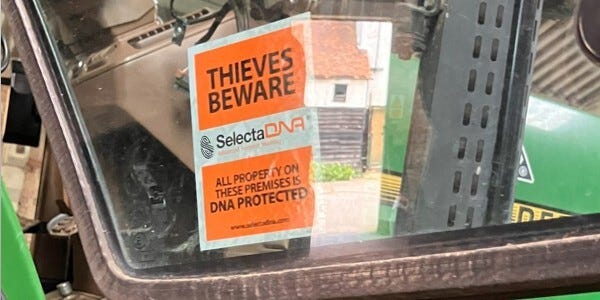 THIEVES
BEWARE
SelectaDNA
ALL PROPERTY ON
THESE PREMISES IS
DNA PROTECTED
www.selectadna.com